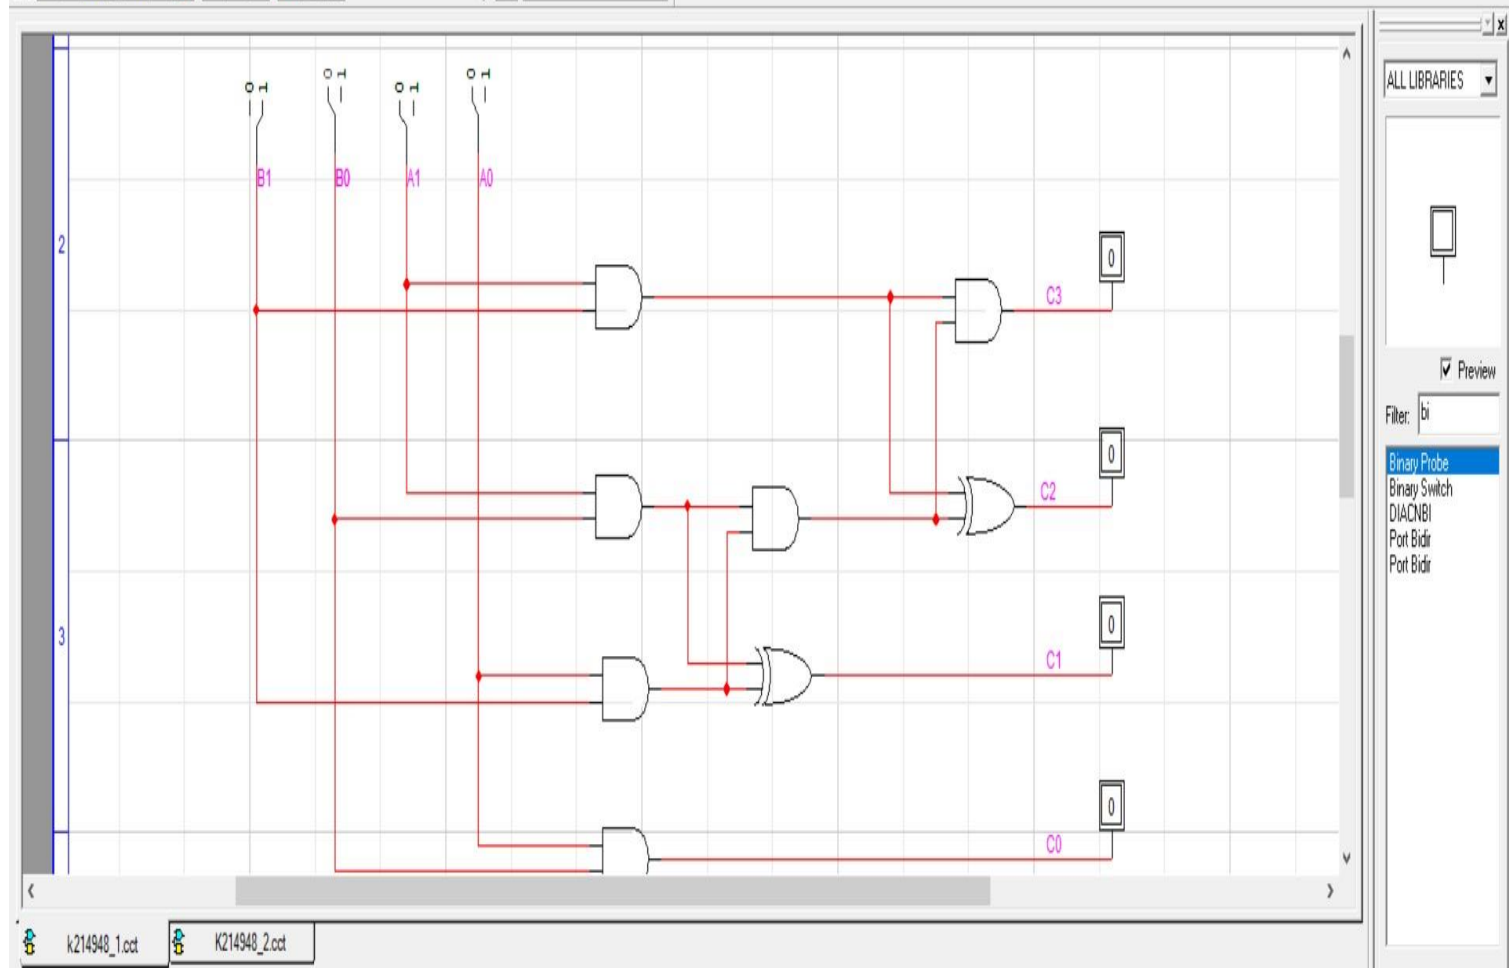 0 1 0 1 0 1 0 1
B1 B0 A1 A0
2
0
C3
0
C2
3
0
C1
0
C0
ALL LIBRARIES
Preview
Filter: bi
Binary Probe
Binary Switch
DIACNBI
Port Bidir
Port Bidir
k214948_1.cct K214948_2.cct